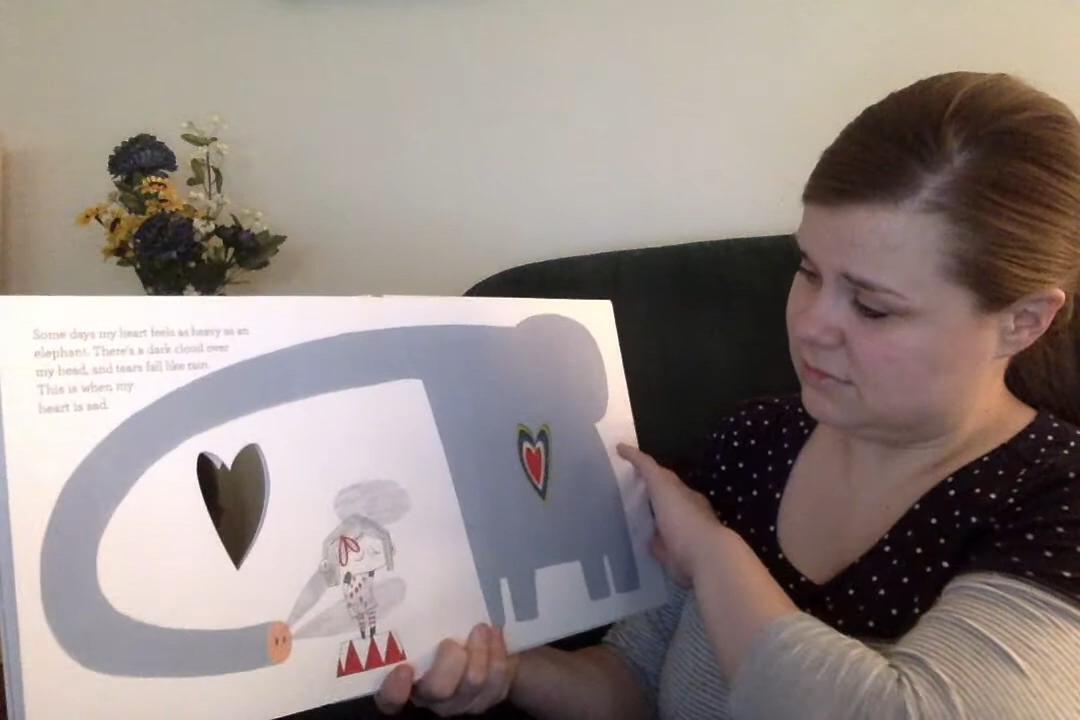 Some days my heart feels as heavy as an
elephant. There's a dark cloud over
my head, and tears fall like rain.
This is when my
heart is sad.